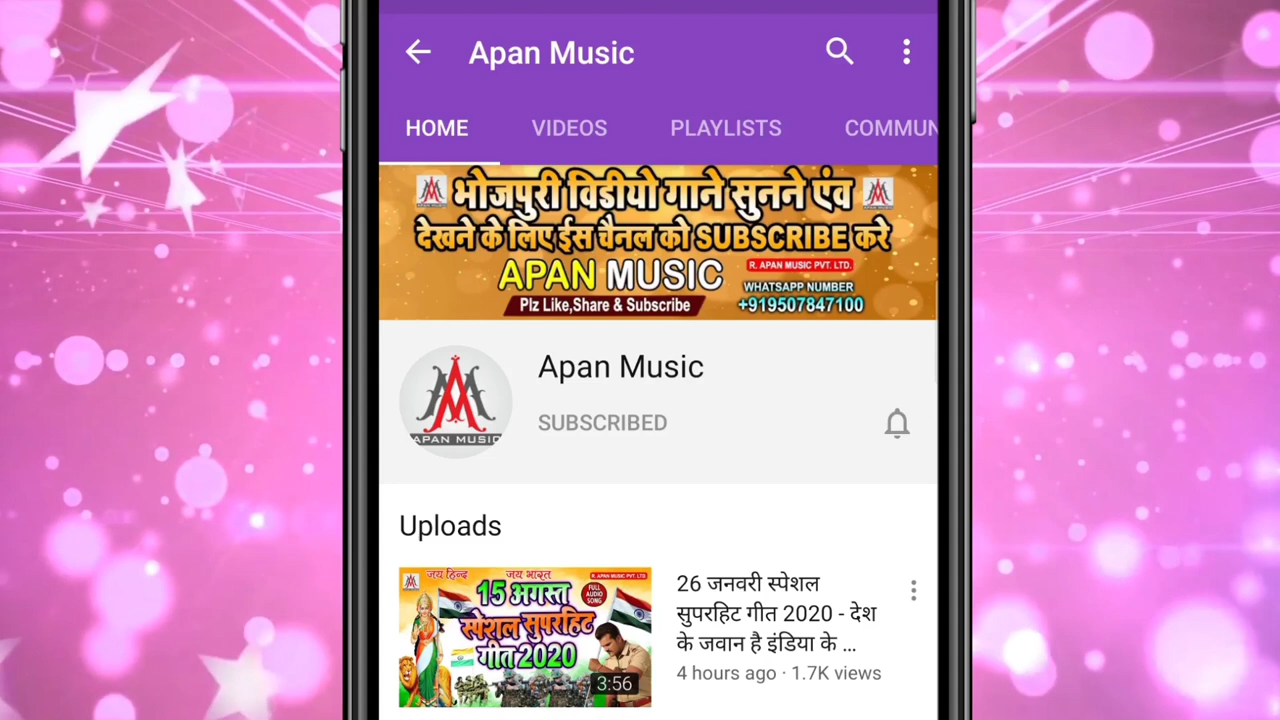 Apan Music
HOME VIDEOS PLAYLISTS COMMUN
भोजपुरी विडीयो गाने सुनने एंव
देखने के लिए ईस चैनल को SUBSCRIBE करे
APAN MUSIC
R. APAN MUSIC PVT. LTD.
WHATSAPP NUMBER
+919507847100
Plz Like,Share & Subscribe
Apan Music
SUBSCRIBED
APAN MUSIC
Uploads
जय हिन्द जय भारत
R. APAN MUSIC PVT. LTD
15 अगस्त
FULL
AUDIO
SONG
स्पेशल सुपरहिट
गीत 2020
3:56
26 जनवरी स्पेशल
सुपरहिट गीत 2020 - देश
के जवान है इंडिया के ...
4 hours ago · 1.7K views